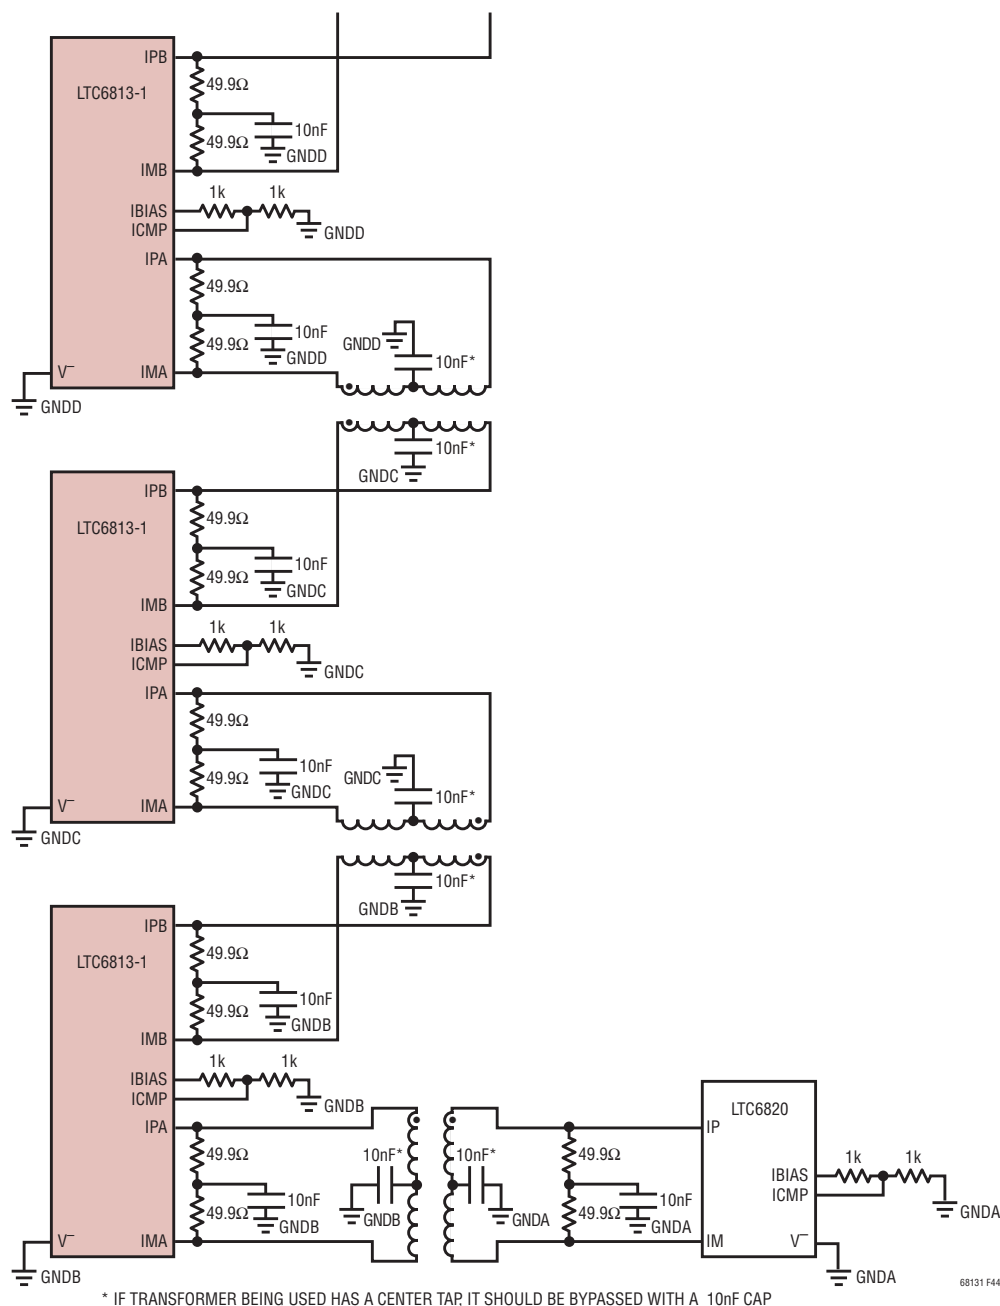 IPB
49.9Ω
LTC6813-1
10nF
49.9Ω
GNDD
IMB
1k 1k
IBIAS
ICMP
GNDD
IPA
49.9Ω
10nF
49.9Ω
GNDD
GNDD
10nF*
V– IMA
GNDD
10nF*
GNDC
IPB
49.9Ω
LTC6813-1
10nF
49.9Ω
GNDC
IMB
1k 1k
IBIAS
ICMP
GNDC
IPA
49.9Ω
10nF
49.9Ω
GNDC
GNDC
10nF*
V– IMA
GNDC
10nF*
GNDB
IPB
49.9Ω
LTC6813-1
10nF
49.9Ω
GNDB
IMB
1k 1k
IBIAS
ICMP
GNDB
IPA
49.9Ω
10nF
49.9Ω
GNDB
10nF*
GNDB
10nF*
GNDA
49.9Ω
10nF
49.9Ω
GNDA
V– IMA
GNDB
LTC6820
IP
IBIAS
ICMP
1k 1k
GNDA
IM V–
GNDA
68131 F44
* IF TRANSFORMER BEING USED HAS A CENTER TAP, IT SHOULD BE BYPASSED WITH A 10nF CAP